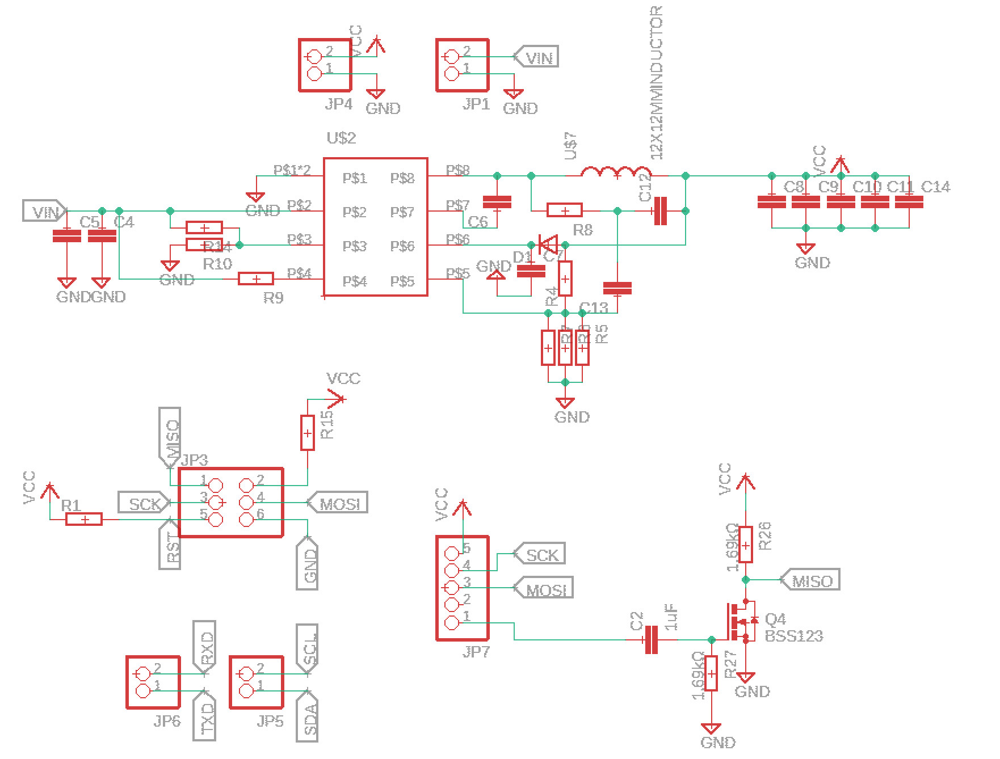 12X12MMINDUCTOR
VCC
2
1
JP4
GND
2
1
VIN
JP1
GND
U$2
U$7
P$1*2
P$1
P$8
P$8
GND
VCC
C12
C8
C9
C10
C11
C14
VIN
C5
C4
P$2
P$2
P$7
P$7
C6
R8
R14
R10
GND
P$3
P$3
P$6
P$6
D1
C7
GND
GND
P$4
P$4
P$5
P$5
R9
R4
C13
GND
GND
R7
R6
R5
GND
VCC
R15
MISO
JP3
VCC
R1
SCK
1
3
5
2
4
6
MOSI
RST
GND
VCC
5
4
3
2
1
SCK
MOSI
JP7
VCC
1.69kΩ
R26
MISO
C2
1uF
Q4
BSS123
1.69kΩ
R27
GND
GND
RXD
2
1
TXD
JP6
SCL
2
1
SDA
JP5